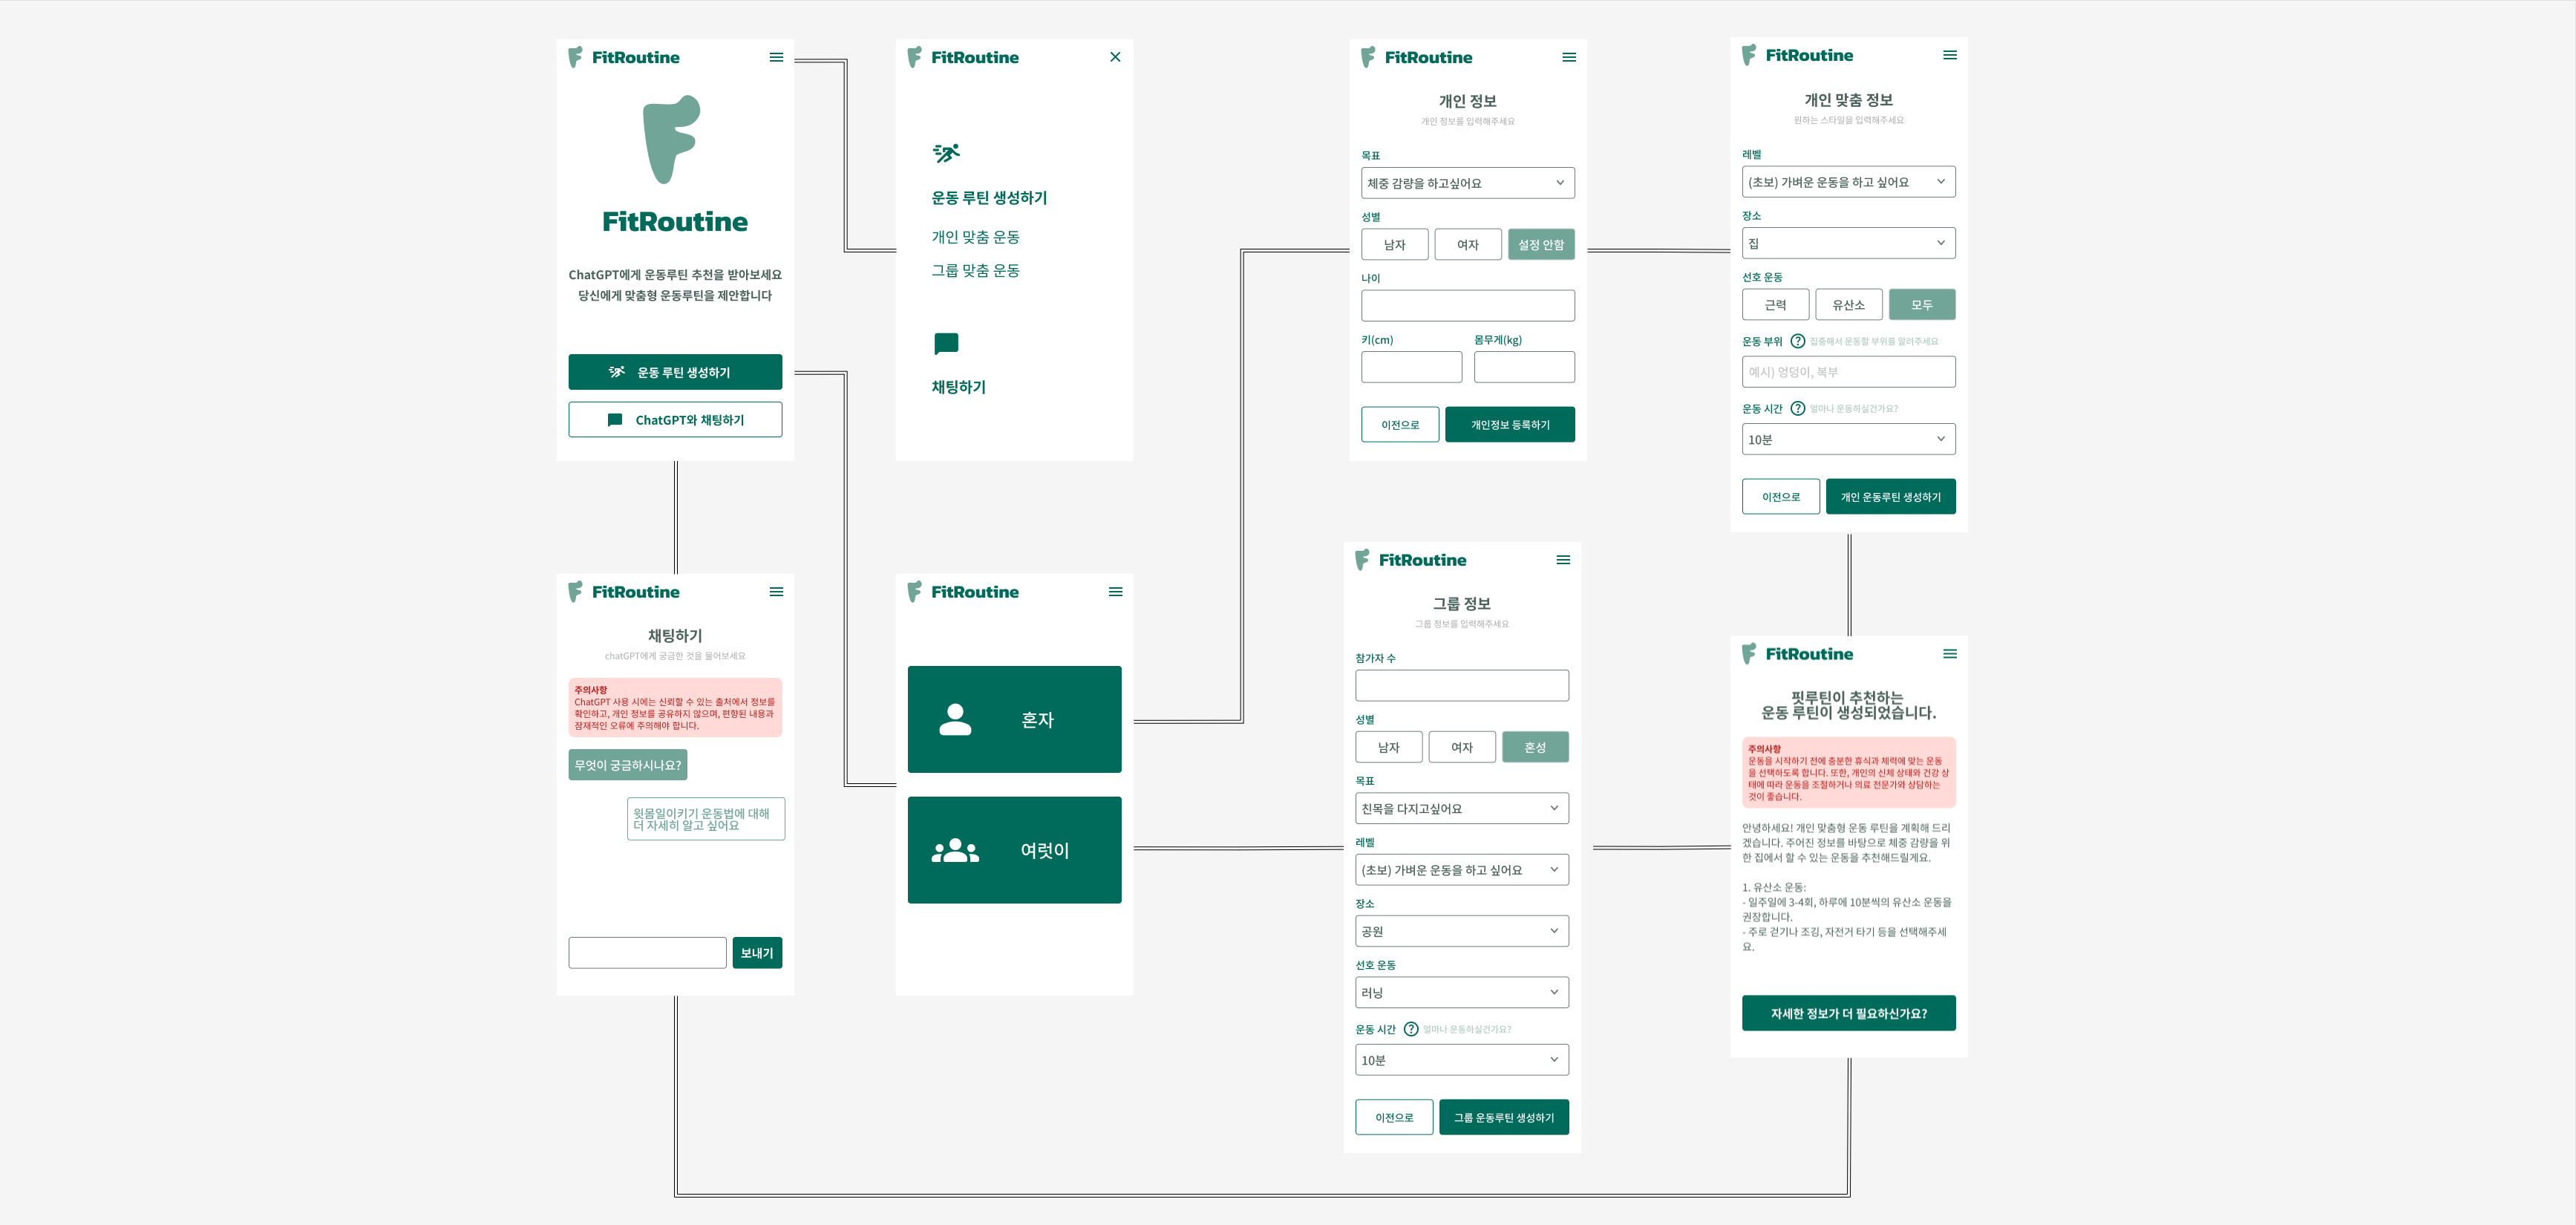 FitRoutine
FitRoutine
ChatGPT에게 운동루틴 추천을 받아보세요
당신에게 맞춤형 운동루틴을 제안합니다
운동 루틴 생성하기
ChatGPT와 채팅하기
FitRoutine
운동 루틴 생성하기
개인 맞춤 운동
그룹 맞춤 운동
채팅하기
FitRoutine
개인 정보
개인 정보를 입력해주세요
목표
체중 감량을 하고싶어요
성별
남자
여자
설정 안함
나이
키(cm)
몸무게(kg)
이전으로
개인정보 등록하기
FitRoutine
개인 맞춤 정보
원하는 스타일을 입력해주세요
레벨
(초보) 가벼운 운동을 하고 싶어요
장소
집
선호 운동
근력
유산소
모두
운동 부위 ? 집중해서 운동할 부위를 알려주세요
예시) 엉덩이, 복부
운동 시간 ? 얼마나 운동하실건가요?
10분
이전으로
개인 운동루틴 생성하기
FitRoutine
채팅하기
chatGPT에게 궁금한 것을 물어보세요
주의사항
ChatGPT 사용 시에는 신뢰할 수 있는 출처에서 정보를
확인하고, 개인 정보를 공유하지 않으며, 편향된 내용과
잠재적인 오류에 주의해야 합니다.
무엇이 궁금하시나요?
윗몸일이키기 운동법에 대해
더 자세히 알고 싶어요
보내기
FitRoutine
혼자
여럿이
FitRoutine
그룹 정보
그룹 정보를 입력해주세요
참가자 수
성별
남자
여자
혼성
목표
친목을 다지고싶어요
레벨
(초보) 가벼운 운동을 하고 싶어요
장소
공원
선호 운동
러닝
운동 시간 ? 얼마나 운동하실건가요?
10분
이전으로
그룹 운동루틴 생성하기
FitRoutine
핏루틴이 추천하는
운동 루틴이 생성되었습니다.
주의사항
운동을 시작하기 전에 충분한 휴식과 체력에 맞는 운동
을 선택하도록 합니다. 또한, 개인의 신체 상태와 건강 상
태에 따라 운동을 조절하거나 의료 전문가와 상담하는
것이 좋습니다.
안녕하세요! 개인 맞춤형 운동 루틴을 계획해 드리
겠습니다. 주어진 정보를 바탕으로 체중 감량을 위
한 집에서 할 수 있는 운동을 추천해드릴게요.
1. 유산소 운동:
- 일주일에 3-4회, 하루에 10분씩의 유산소 운동을
권장합니다.
- 주로 걷기나 조깅, 자전거 타기 등을 선택해주세
요.
자세한 정보가 더 필요하신가요?